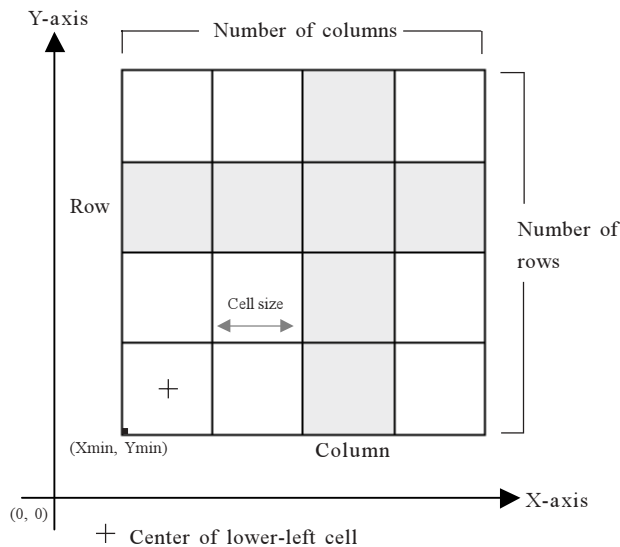 Y-axis
Number of columns
Row
Number of
rows
Cell size
(Xmin, Ymin)
Column
X-axis
(0, 0)
Center of lower-left cell